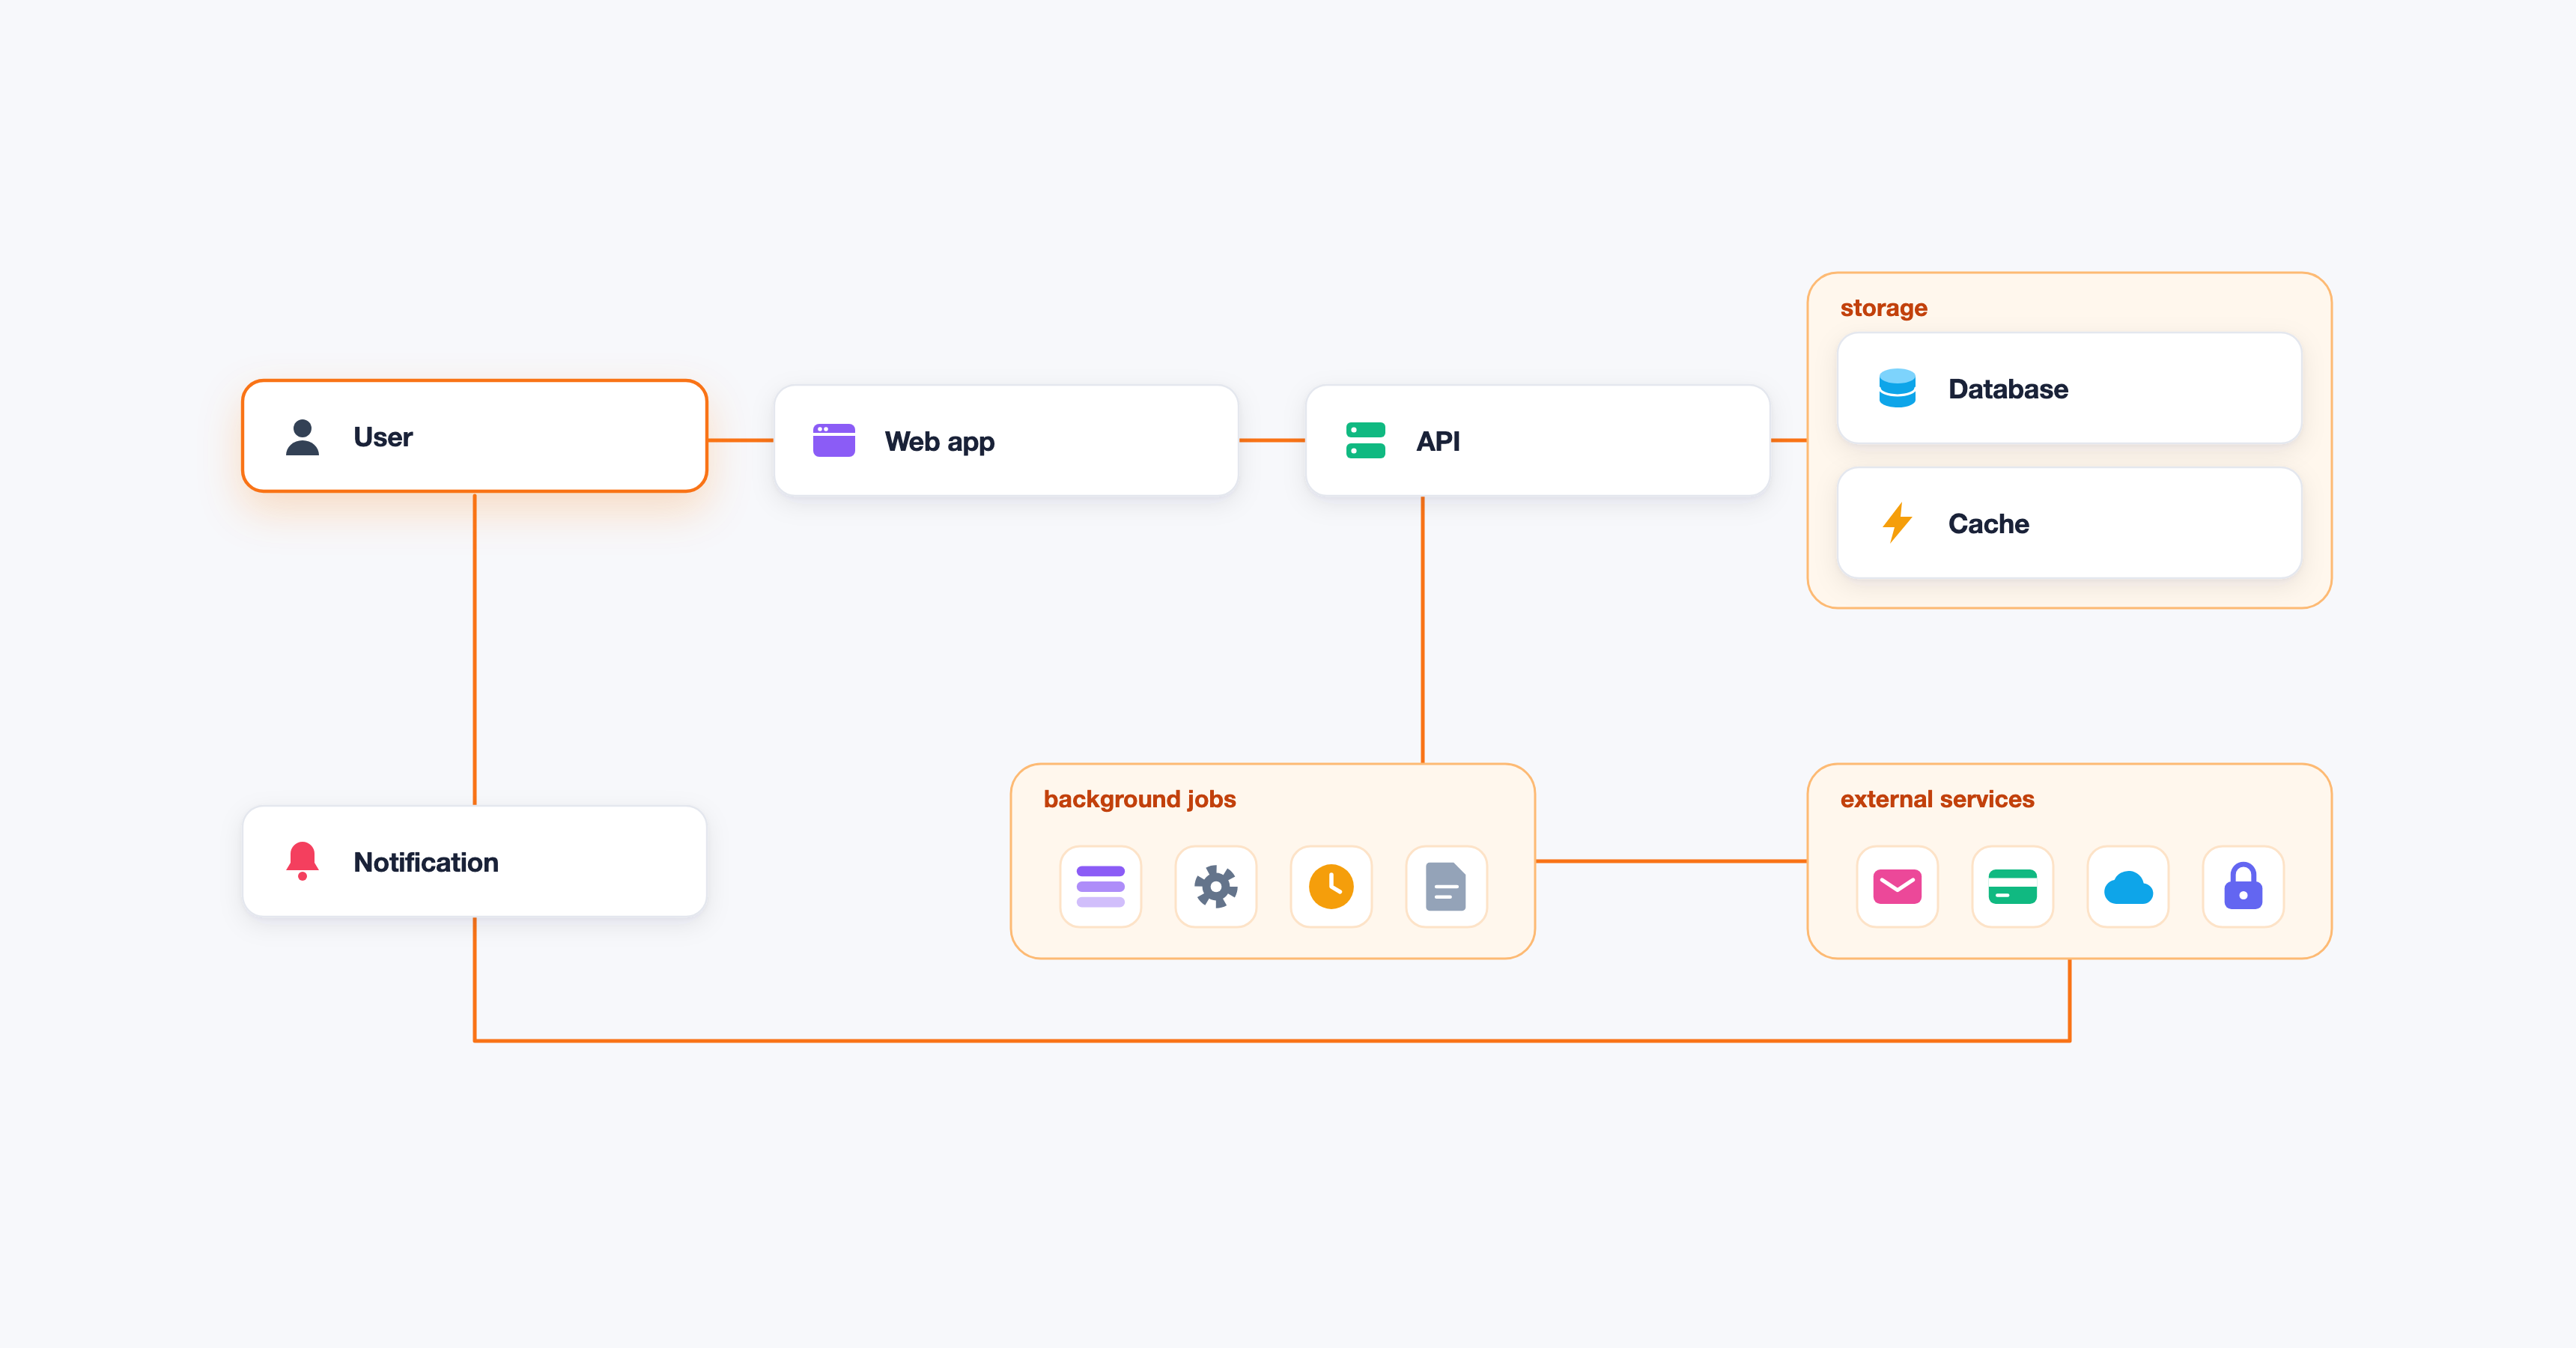 storage
Database
User
Web app
API
Cache
background jobs
external services
Notification